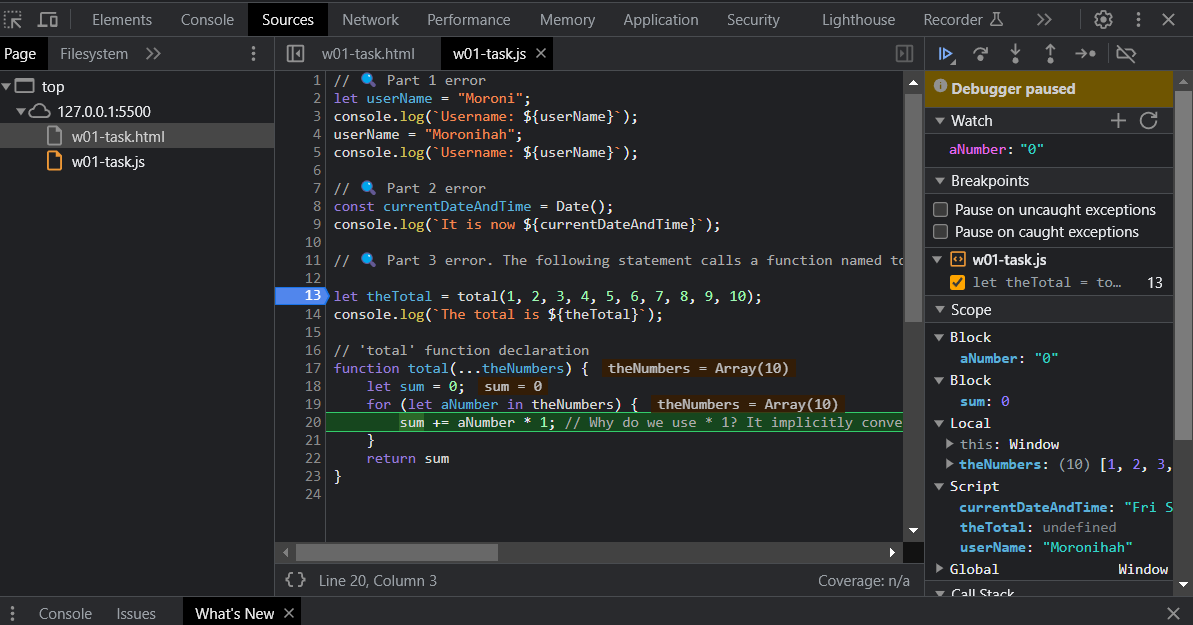 Elements Console Sources Network Performance Memory Application Security Lighthouse Recorder
Page Filesystem
top
127.0.0.1:5500
w01-task.html
w01-task.js
w01-task.html w01-task.js
1 // 🔍 Part 1 error
2 let userName = "Moroni";
3 console.log(`Username: ${userName}`);
4 userName = "Moronihah";
5 console.log(`Username: ${userName}`);
6
7 // 🔍 Part 2 error
8 const currentDateAndTime = Date();
9 console.log(`It is now ${currentDateAndTime}`);
10
11 // 🔍 Part 3 error. The following statement calls a function named to
12
13 let theTotal = total(1, 2, 3, 4, 5, 6, 7, 8, 9, 10);
14 console.log(`The total is ${theTotal}`);
15
16 // 'total' function declaration
17 function total(...theNumbers) { theNumbers = Array(10)
18 let sum = 0; sum = 0
19 for (let aNumber in theNumbers) { theNumbers = Array(10)
20 sum += aNumber * 1; // Why do we use * 1? It implicitly conve
21 }
22 return sum
23 }
24
{} Line 20, Column 3 Coverage: n/a
Debugger paused
Watch
aNumber: "0"
Breakpoints
Pause on uncaught exceptions
Pause on caught exceptions
w01-task.js
let theTotal = to… 13
Scope
Block
aNumber: "0"
Block
sum: 0
Local
this: Window
theNumbers: (10) [1, 2, 3,
Script
currentDateAndTime: "Fri S
theTotal: undefined
userName: "Moronihah"
Global Window
Call Stack
Console Issues What's New